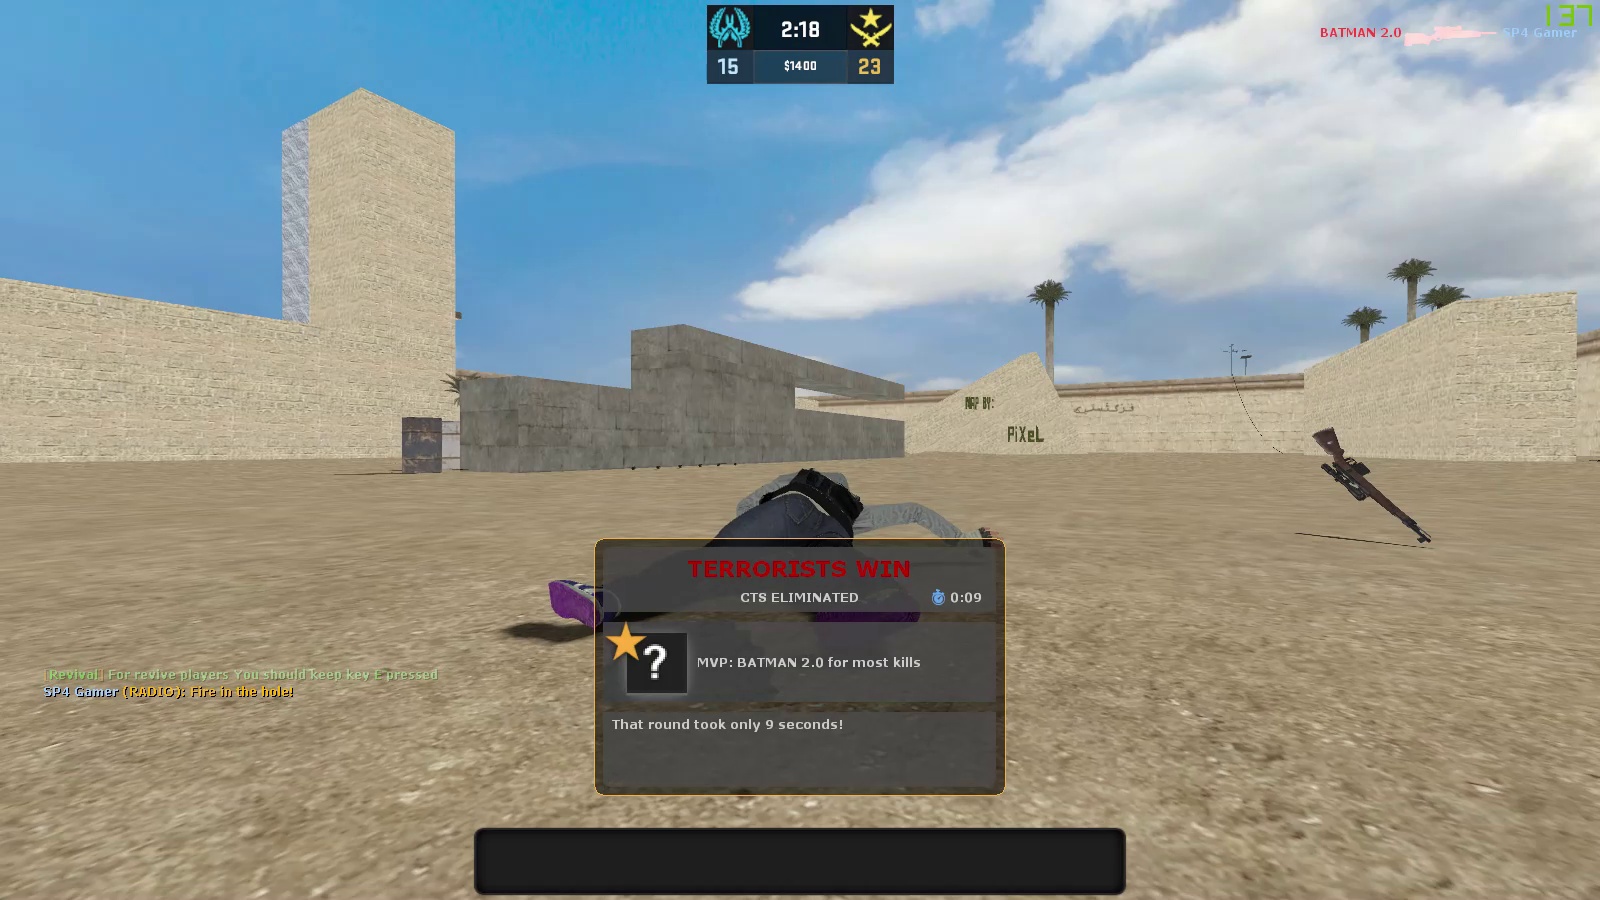 137
2:18
BATMAN 2.0 SP4 Gamer
15 $1400 23
MAP BY:
PiXeL
TERRORISTS WIN
CTS ELIMINATED 0:09
?
MVP: BATMAN 2.0 for most kills
[Revival] For revive players You should keep key E pressed
SP4 Gamer (RADIO): Fire in the hole!
That round took only 9 seconds!